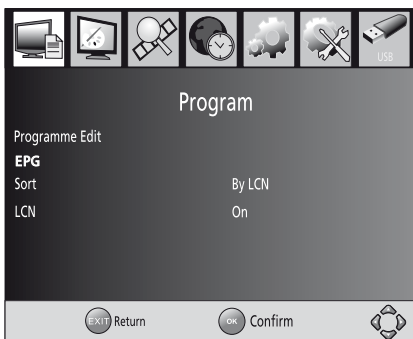 USB
Program
Programme Edit
EPG
Sort By LCN
LCN On
EXIT Return OK Confirm